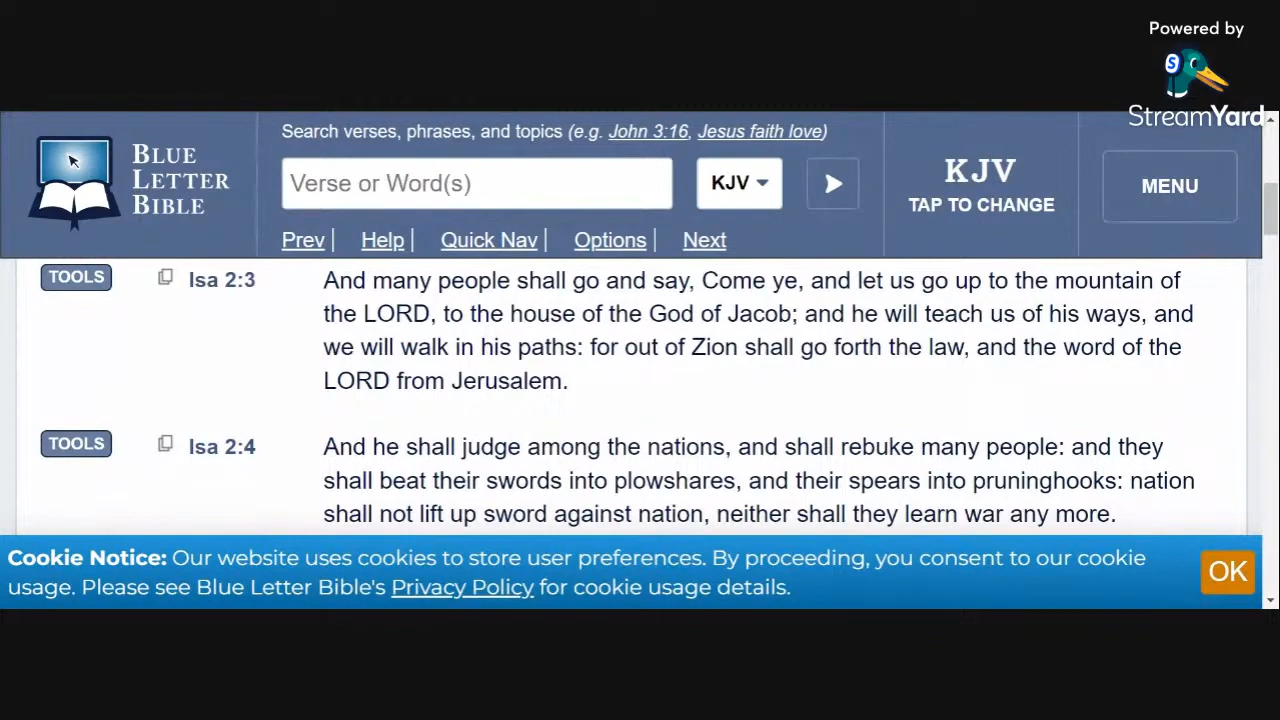 Powered by
StreamYard
Search verses, phrases, and topics (e.g. John 3:16, Jesus faith love)
BLUE
LETTER
BIBLE
Verse or Word(s)
KJV
KJV
TAP TO CHANGE
MENU
Prev| Help| Quick Nav| Options| Next
TOOLS Isa 2:3 And many people shall go and say, Come ye, and let us go up to the mountain of
the LORD, to the house of the God of Jacob; and he will teach us of his ways, and
we will walk in his paths: for out of Zion shall go forth the law, and the word of the
LORD from Jerusalem.
TOOLS Isa 2:4 And he shall judge among the nations, and shall rebuke many people: and they
shall beat their swords into plowshares, and their spears into pruninghooks: nation
shall not lift up sword against nation, neither shall they learn war any more.
Cookie Notice: Our website uses cookies to store user preferences. By proceeding, you consent to our cookie
usage. Please see Blue Letter Bible's Privacy Policy for cookie usage details.
OK